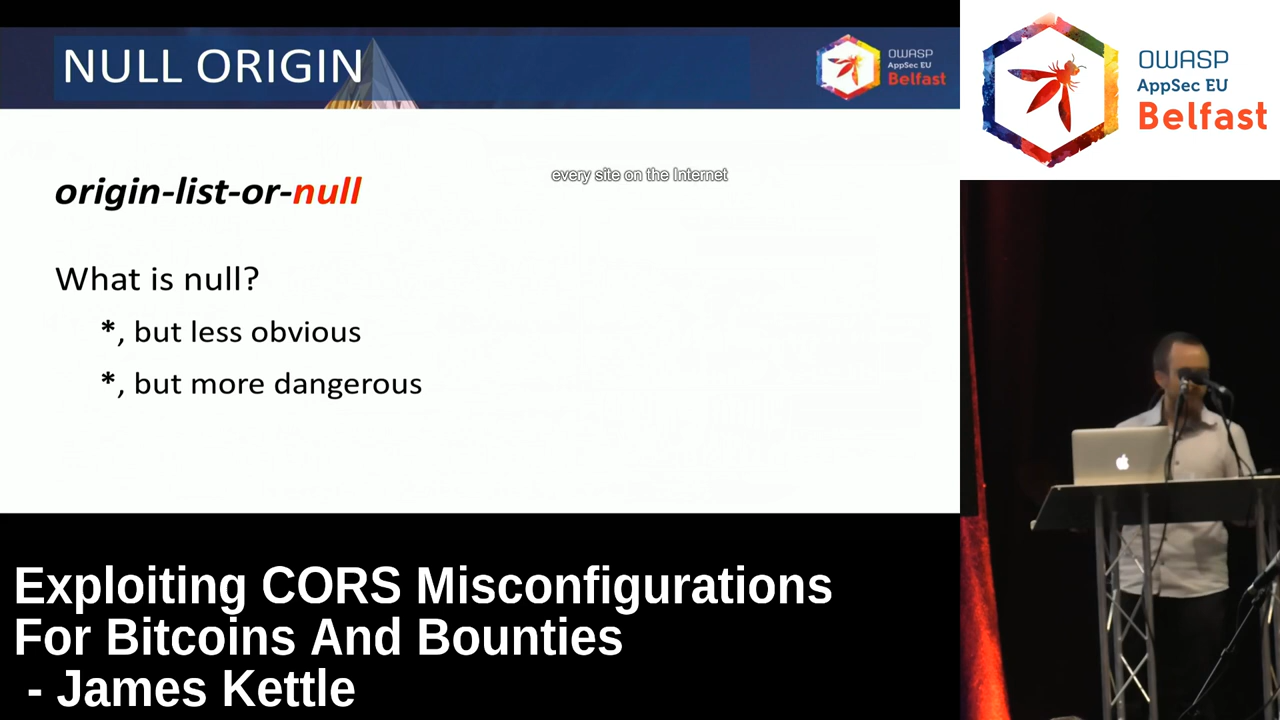 NULL ORIGIN
OWASP
AppSec EU
Belfast
origin-list-or-null
every site on the Internet
What is null?
*, but less obvious
*, but more dangerous
OWASP
AppSec EU
Belfast
Exploiting CORS Misconfigurations
For Bitcoins And Bounties
- James Kettle